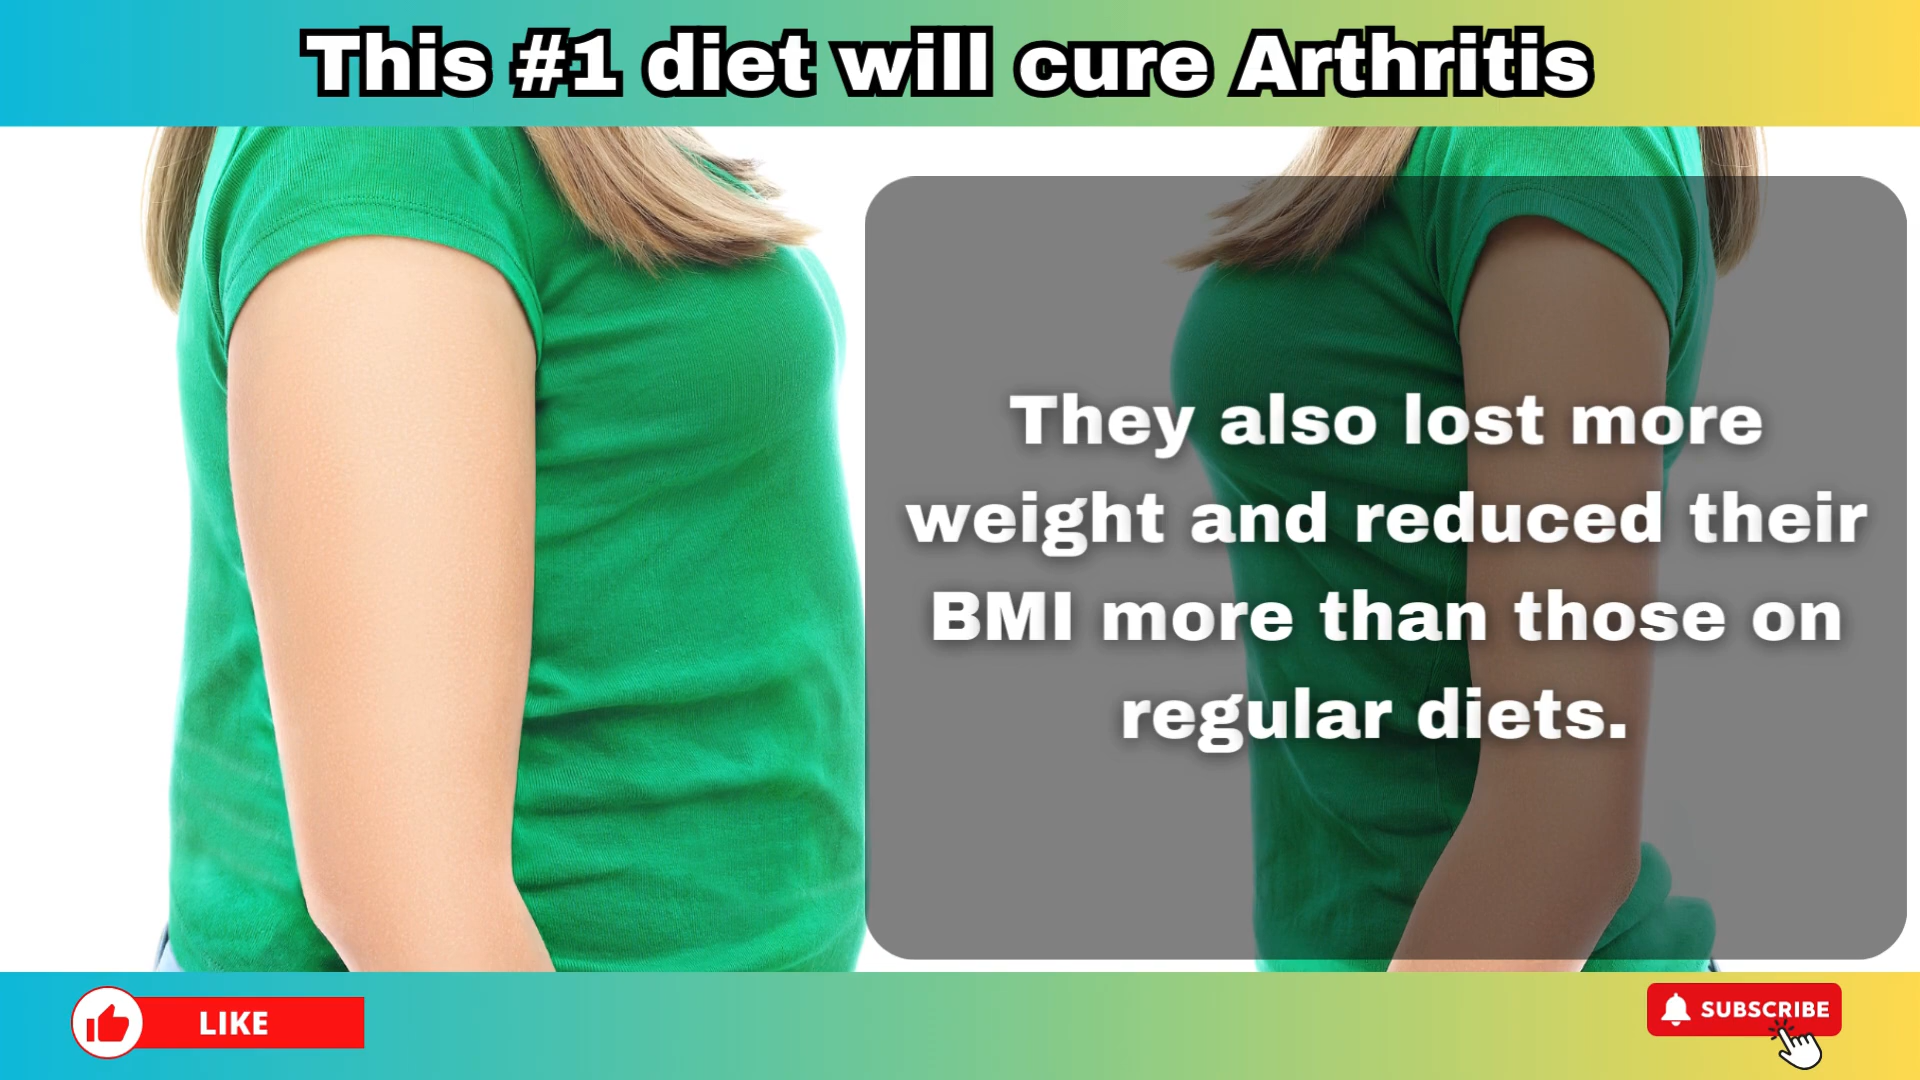 This #1 diet will cure Arthritis
They also lost more
weight and reduced their
BMI more than those on
regular diets.
LIKE
SUBSCRIBE